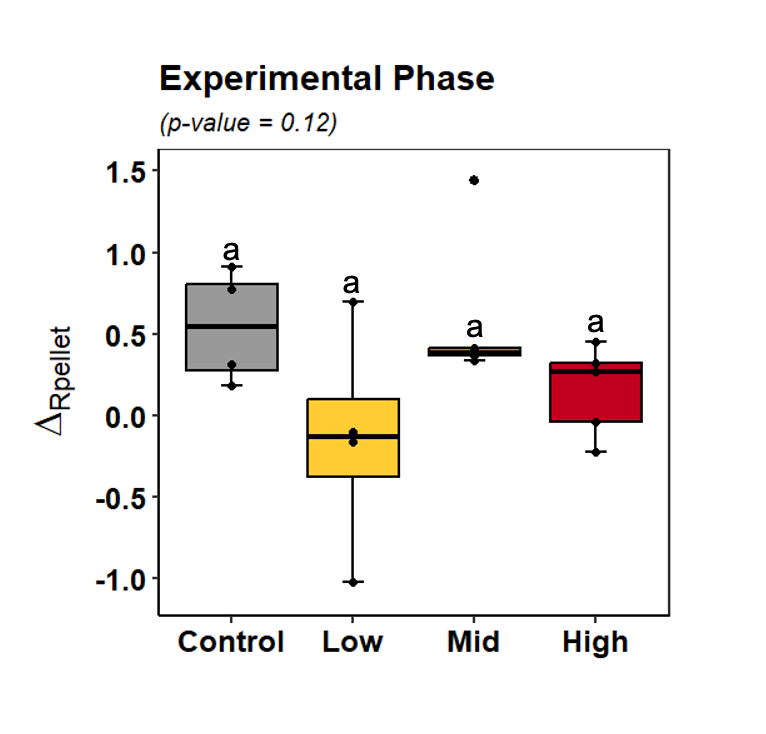 Experimental Phase
(p-value = 0.12)
1.5
1.0
0.5
0.0
-0.5
-1.0
ΔRpellet
a
a
a
a
Control Low Mid High